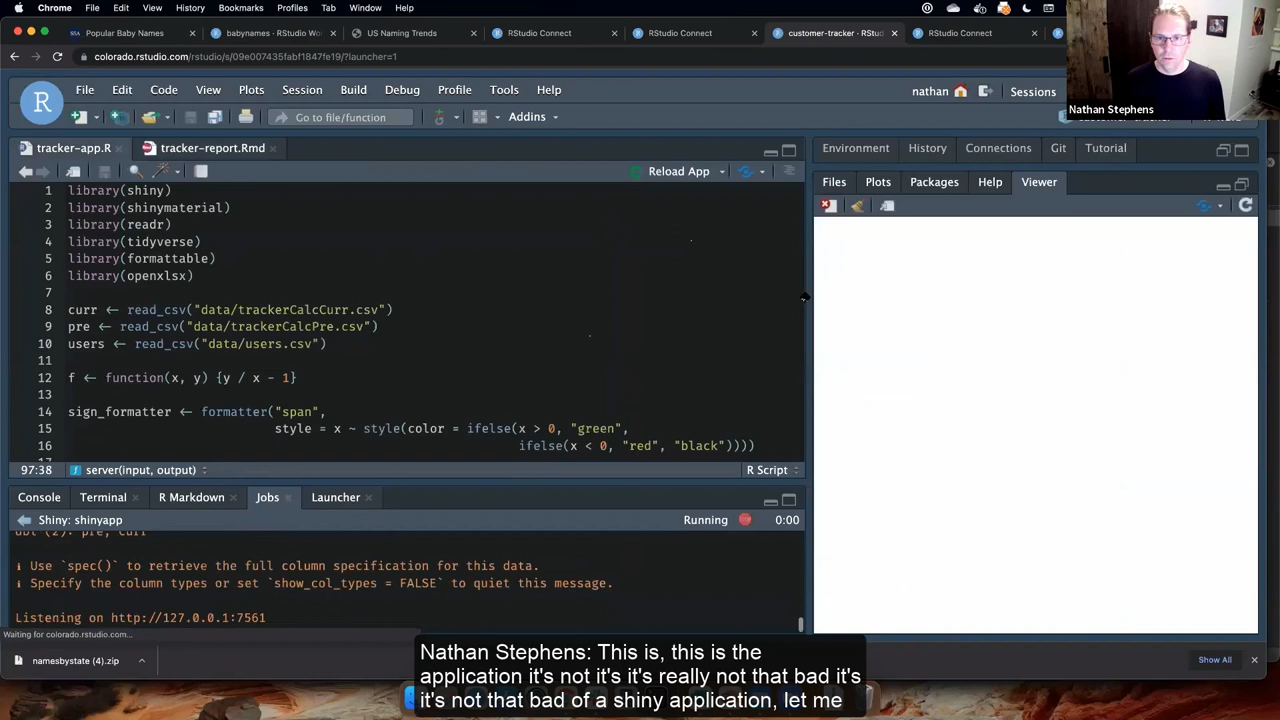 Chrome File Edit View History Bookmarks Profiles Tab Window Help
SSA Popular Baby Names
babynames - RStudio Wo
US Naming Trends
RStudio Connect
RStudio Connect
customer-tracker - RStud
RStudio Connect
colorado.rstudio.com/rstudio/s/09e007435fabf1847fe19/?launcher=1
Nathan Stephens
R File Edit Code View Plots Session Build Debug Profile Tools Help
nathan Sessions
Go to file/function Addins
tracker-app.R tracker-report.Rmd
Reload App
1 library(shiny)
2 library(shinymaterial)
3 library(readr)
4 library(tidyverse)
5 library(formattable)
6 library(openxlsx)
7
8 curr ← read_csv("data/trackerCalcCurr.csv")
9 pre ← read_csv("data/trackerCalcPre.csv")
10 users ← read_csv("data/users.csv")
11
12 f ← function(x, y) {y / x - 1}
13
14 sign_formatter ← formatter("span",
15 style = x ~ style(color = ifelse(x > 0, "green",
16 ifelse(x < 0, "red", "black"))))
97:38 server(input, output) R Script
Console Terminal R Markdown Jobs Launcher
Shiny: shinyapp Running 0:00
dbl (2): pre, curr
i Use `spec()` to retrieve the full column specification for this data.
i Specify the column types or set `show_col_types = FALSE` to quiet this message.
Listening on http://127.0.0.1:7561
Environment History Connections Git Tutorial
Files Plots Packages Help Viewer
Waiting for colorado.rstudio.com...
namesbystate (4).zip
Show All
Nathan Stephens: This is, this is the
application it's not it's it's really not that bad it's
it's not that bad of a shiny application, let me